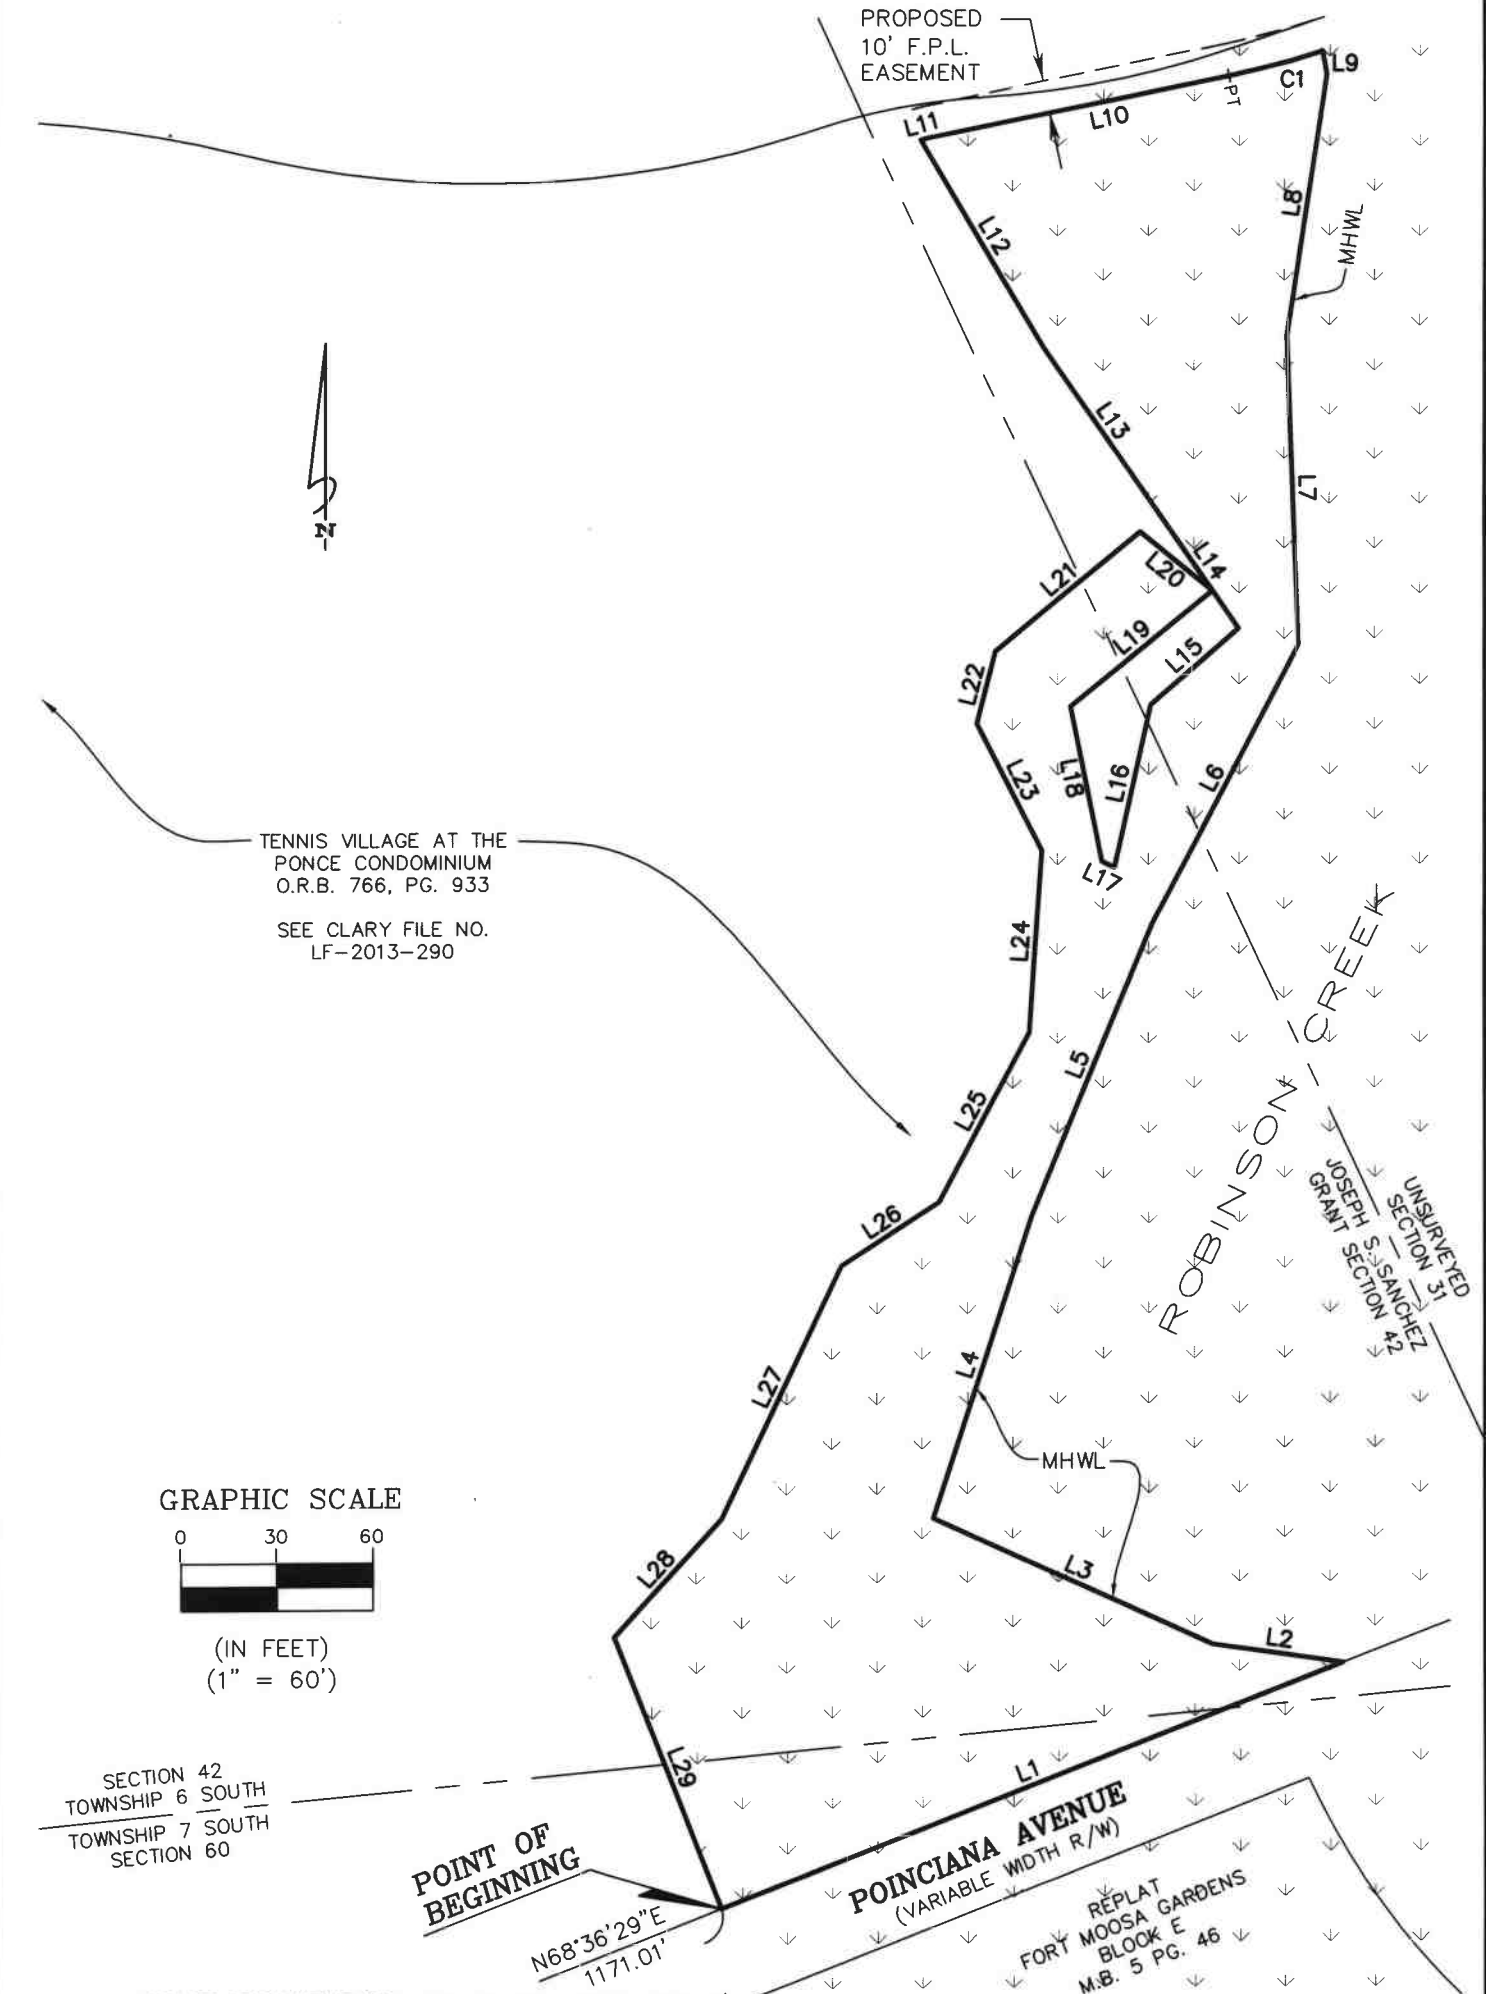 PROPOSED
10' F.P.L.
EASEMENT
L9
C1
PT
L10
L11
L8
MHWL
L12
L13
L7
N
L14
L20
L21
L19
L15
L22
L18
L16
L23
L6
L17
TENNIS VILLAGE AT THE
PONCE CONDOMINIUM
O.R.B. 766, PG. 933
SEE CLARY FILE NO.
LF-2013-290
L24
L5
ROBINSON CREEK
L25
UNSURVEYED
SECTION 31
JOSEPH S. SANCHEZ
GRANT SECTION 42
L26
L4
L27
MHWL
GRAPHIC SCALE
0 30 60
(IN FEET)
(1" = 60')
L28
L3
L2
L29
L1
SECTION 42
TOWNSHIP 6 SOUTH
TOWNSHIP 7 SOUTH
SECTION 60
POINT OF
BEGINNING
N68°36'29"E
1171.01'
POINCIANA AVENUE
(VARIABLE WIDTH R/W)
REPLAT
FORT MOOSA GARDENS
BLOCK E
M.B. 5 PG. 46